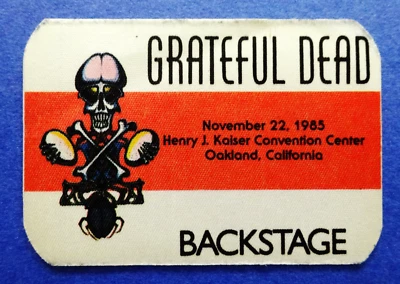 GRATEFUL DEAD
November 22, 1985
Henry J. Kaiser Convention Center
Oakland, California
BACKSTAGE